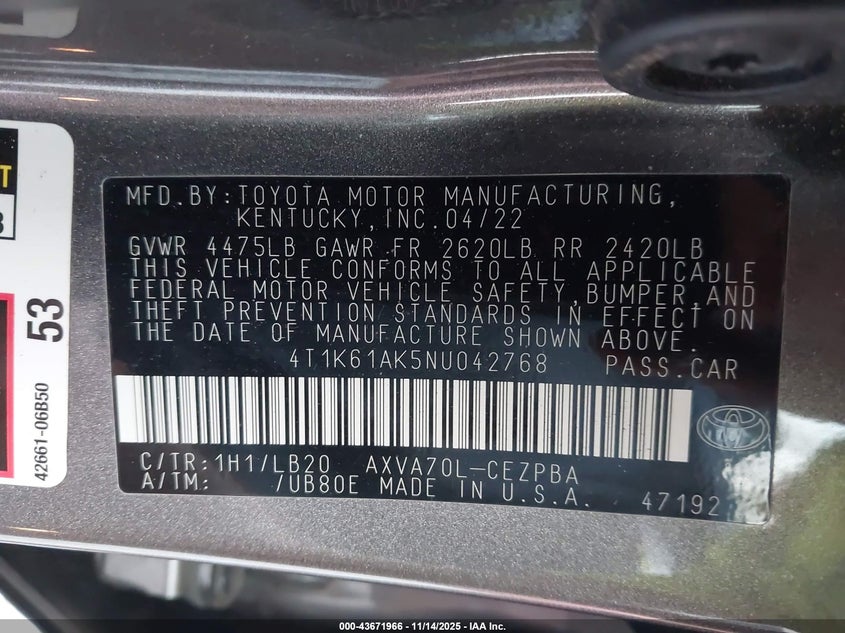 MFD.BY:TOYOTA MOTOR MANUFACTURING,
KENTUCKY,INC.04/22
GVWR 4475LB GAWR FR 2620LB RR 2420LB
THIS VEHICLE CONFORMS TO ALL APPLICABLE
FEDERAL MOTOR VEHICLE SAFETY,BUMPER,AND
THEFT PREVENTION STANDARDS IN EFFECT ON
THE DATE OF MANUFACTURE SHOWN ABOVE.
4T1K61AK5NU042768 PASS.CAR
C/TR:1H1/LB20 AXVA70L-CEZPBA
A/TM: /UB80E MADE IN U.S.A. 47192
53
42661-06B50
000-43671966 | 11/14/2025 - IAA Inc.